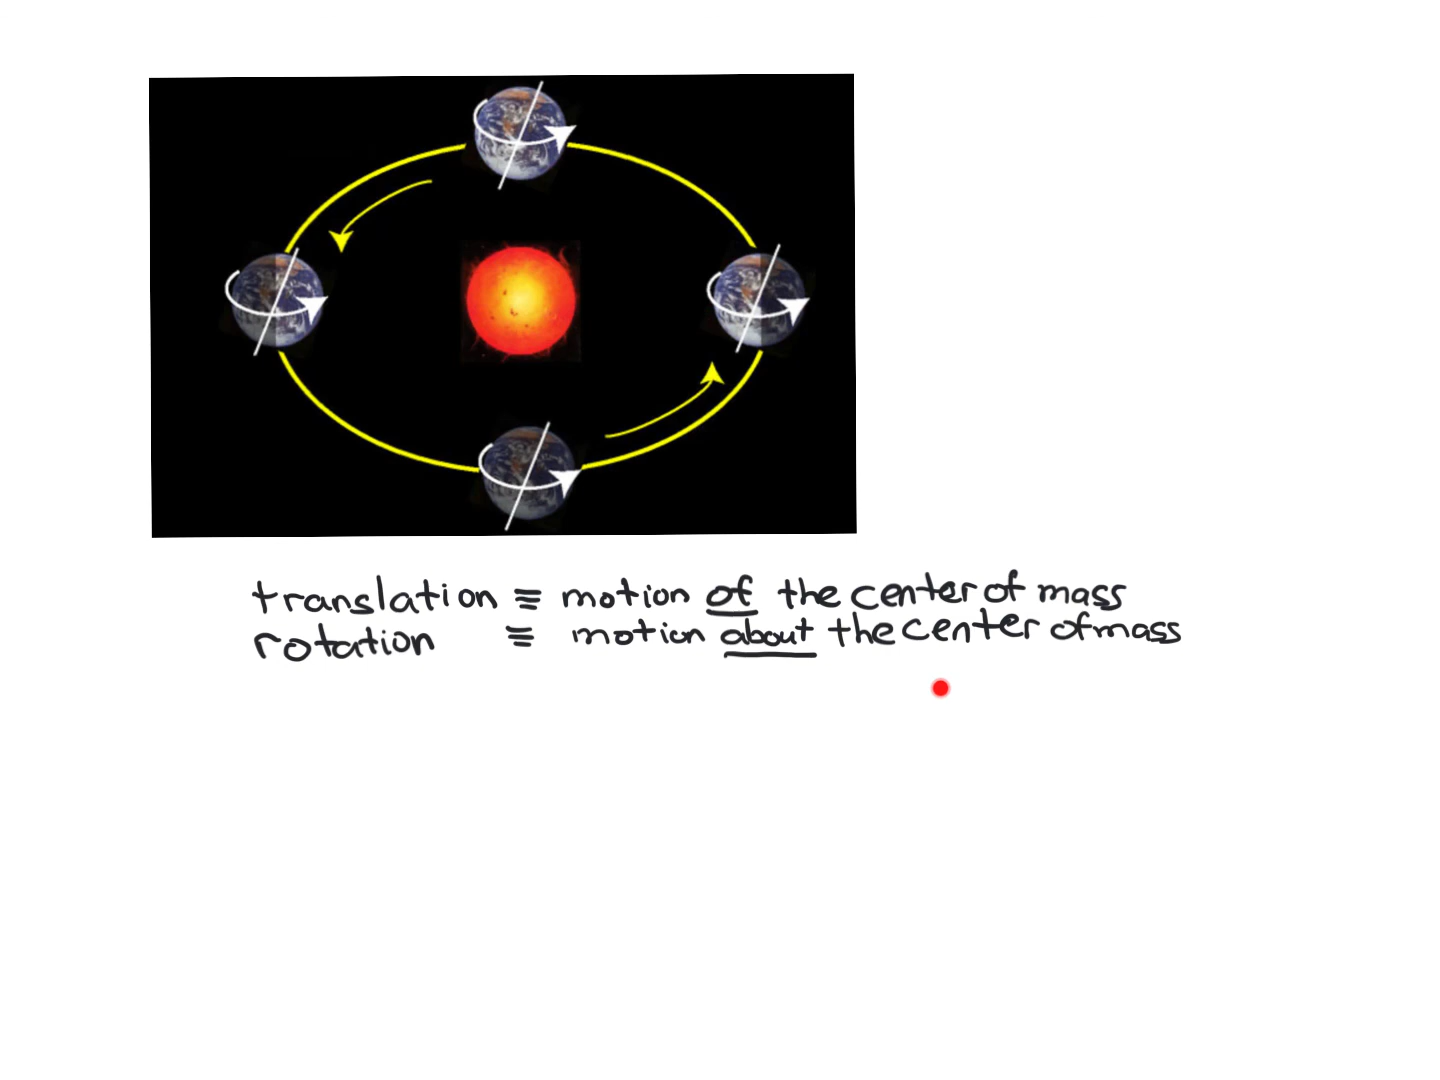 translation ≡ motion of the center of mass
rotation ≡ motion about the center of mass